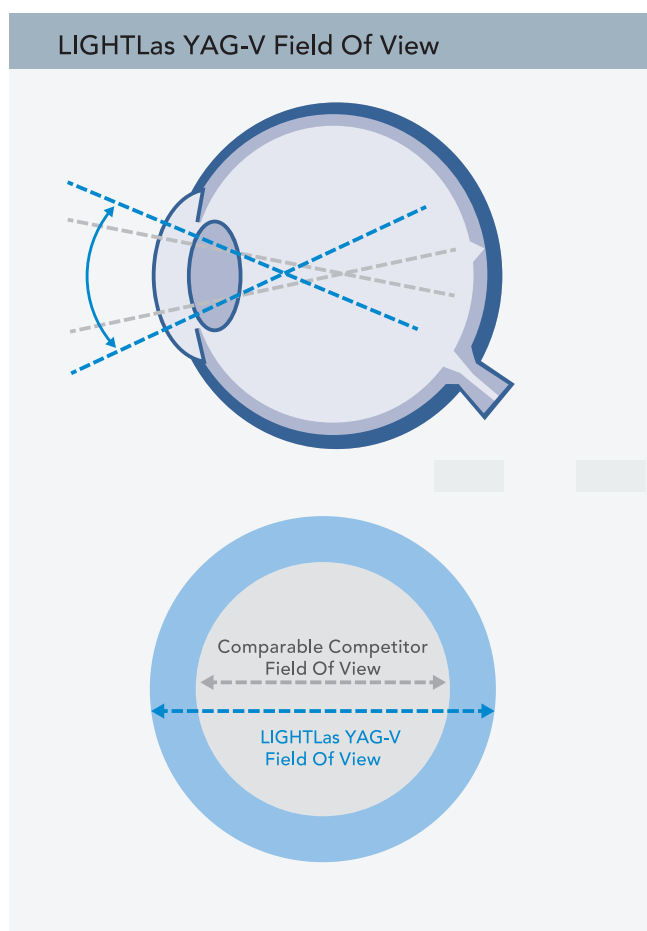 LIGHTLas YAG-V Field Of View
Comparable Competitor
Field Of View
LIGHTLas YAG-V
Field Of View